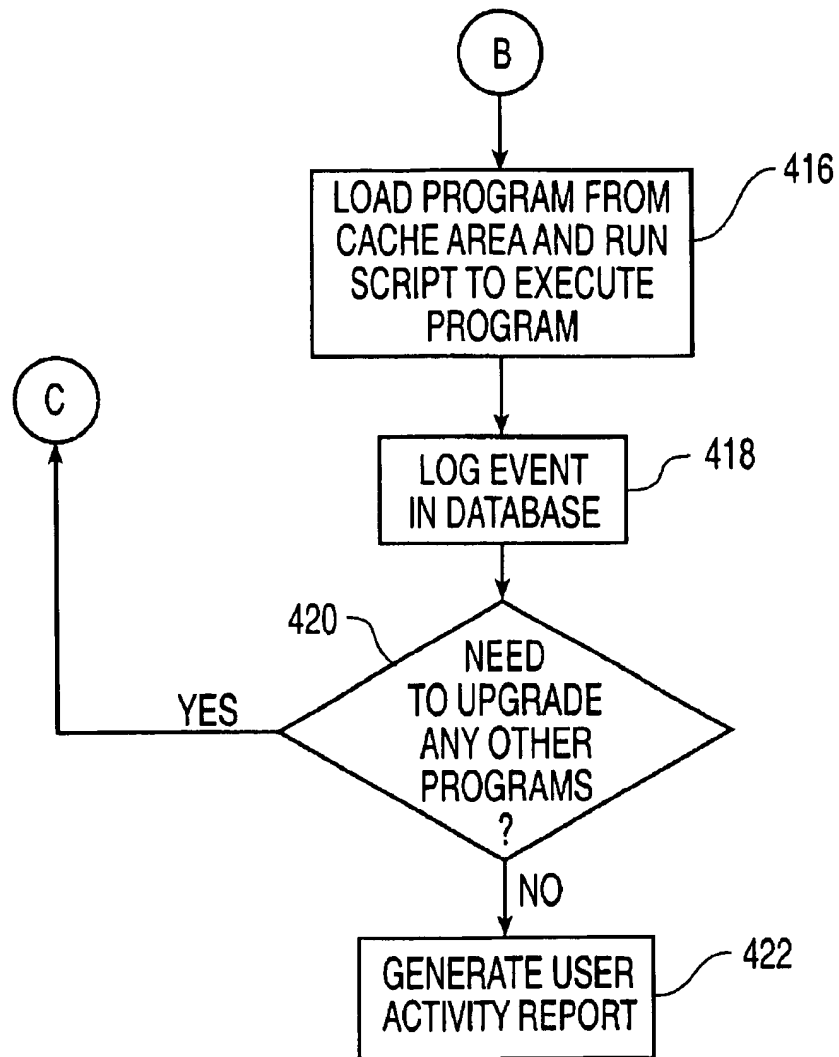 B
LOAD PROGRAM FROM
CACHE AREA AND RUN
SCRIPT TO EXECUTE
PROGRAM
416
C
LOG EVENT
IN DATABASE
418
420
NEED
TO UPGRADE
ANY OTHER
PROGRAMS
?
YES
NO
GENERATE USER
ACTIVITY REPORT
422